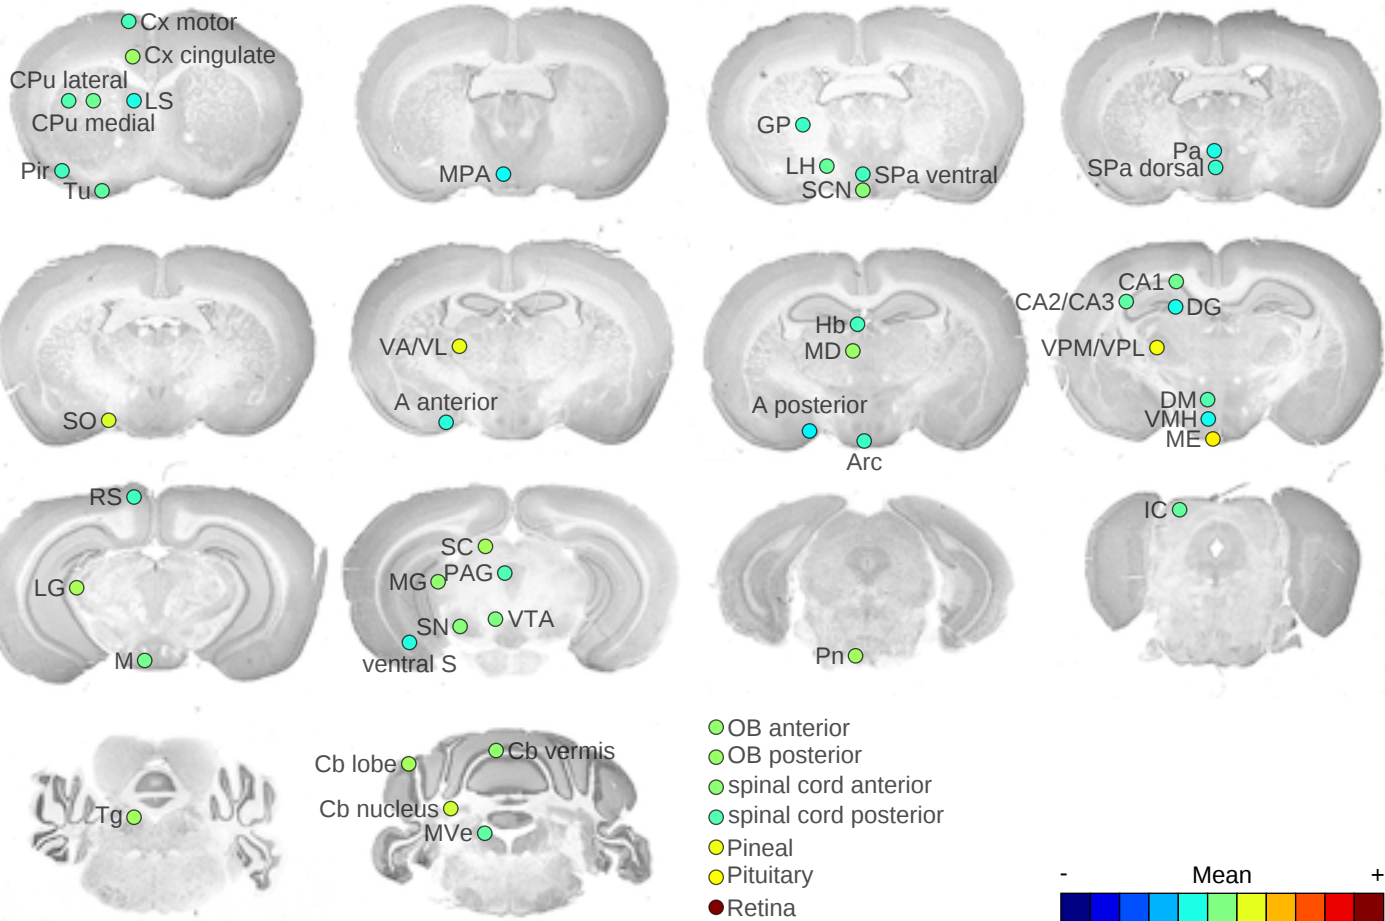 Cx motor
Cx cingulate
CPu lateral
LS
CPu medial
Pir
Tu
MPA
GP
LH
SPa ventral
SCN
Pa
SPa dorsal
SO
VA/VL
A anterior
Hb
MD
A posterior
Arc
CA1
CA2/CA3
DG
VPM/VPL
DM
VMH
ME
RS
LG
M
SC
PAG
MG
VTA
SN
ventral S
Pn
IC
Tg
Cb vermis
Cb lobe
Cb nucleus
MVe
OB anterior
OB posterior
spinal cord anterior
spinal cord posterior
Pineal
Pituitary
Retina
- Mean +